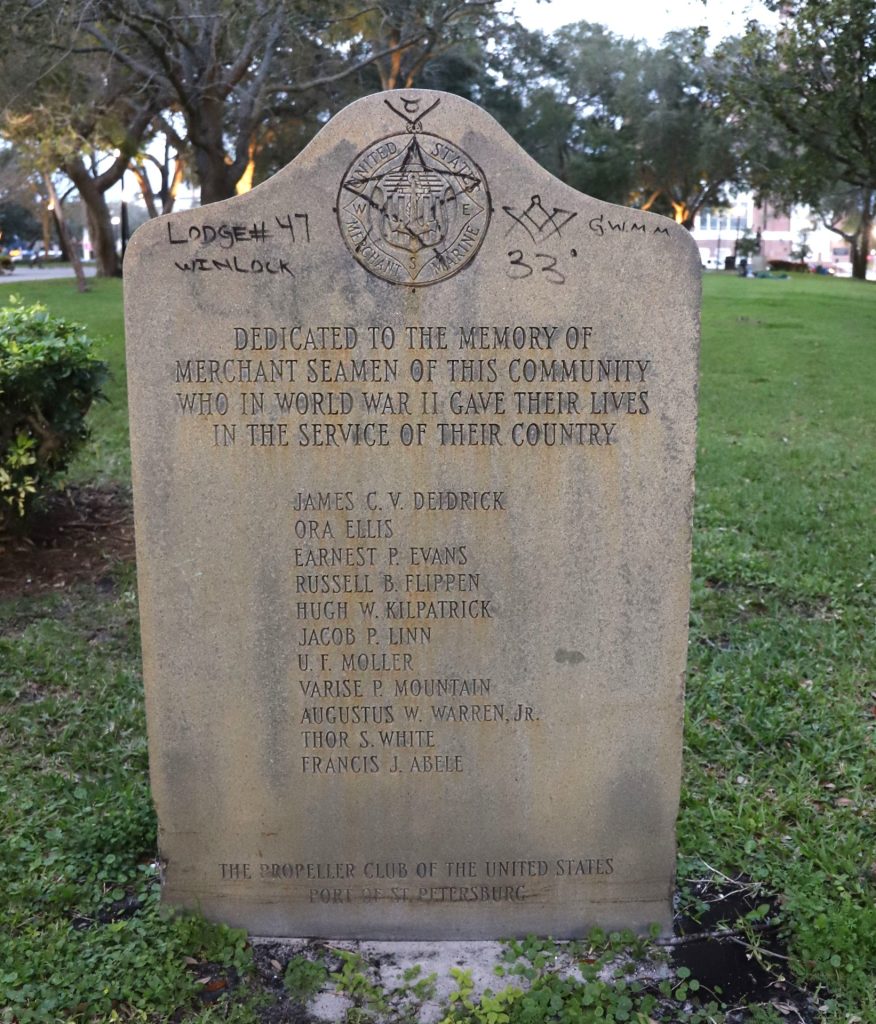 UNITED STATES
W E
S
MERCHANT MARINE
LODGE# 47
WINLOCK
33°
GWMM
DEDICATED TO THE MEMORY OF
MERCHANT SEAMEN OF THIS COMMUNITY
WHO IN WORLD WAR II GAVE THEIR LIVES
IN THE SERVICE OF THEIR COUNTRY
JAMES C. V. DEIDRICK
ORA ELLIS
EARNEST P. EVANS
RUSSELL B. FLIPPEN
HUGH W. KILPATRICK
JACOB P. LINN
U. F. MOLLER
VARISE P. MOUNTAIN
AUGUSTUS W. WARREN, JR.
THOR S. WHITE
FRANCIS J. ABELE
THE PROPELLER CLUB OF THE UNITED STATES
PORT OF ST. PETERSBURG